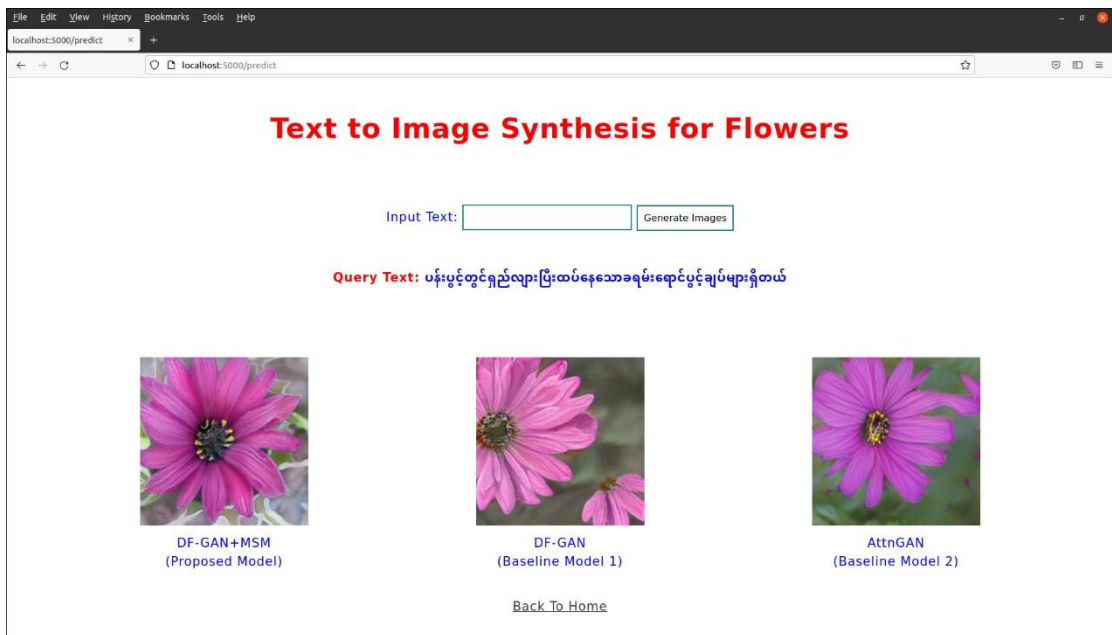 File Edit View History Bookmarks Tools Help
localhost:5000/predict
localhost:5000/predict
Text to Image Synthesis for Flowers
Input Text: Generate Images
Query Text: ပန်းပွင့်တွင်ရှည်လျားပြီးထပ်နေသောခရမ်းရောင်ပွင့်ချပ်များရှိတယ်
DF-GAN+MSM DF-GAN AttnGAN
(Proposed Model) (Baseline Model 1) (Baseline Model 2)
Back To Home